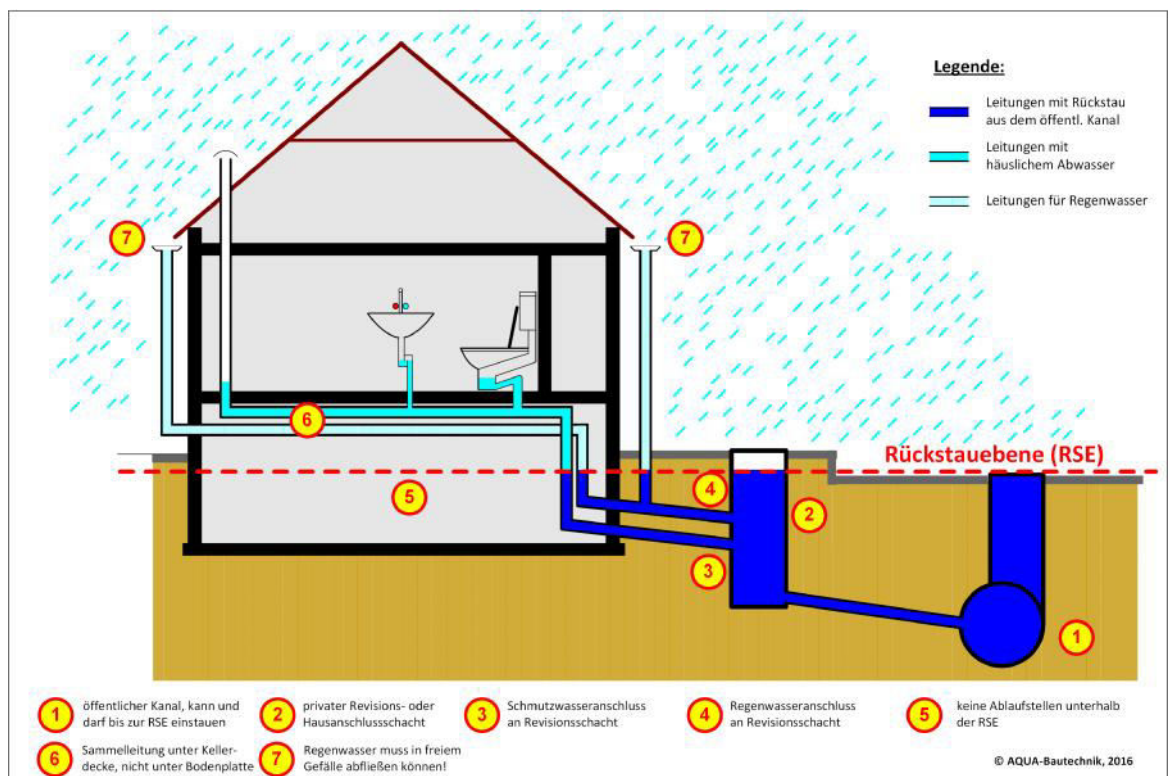 Legende:
Leitungen mit Rückstau
aus dem öffentl. Kanal
Leitungen mit
häuslichem Abwasser
Leitungen für Regenwasser
7
7
6
Rückstauebene (RSE)
5
4
2
3
1
1 öffentlicher Kanal, kann und
darf bis zur RSE einstauen
2 privater Revisions- oder
Hausanschlussschacht
3 Schmutzwasseranschluss
an Revisionsschacht
4 Regenwasseranschluss
an Revisionsschacht
5 keine Ablaufstellen unterhalb
der RSE
6 Sammelleitung unter Keller-
decke, nicht unter Bodenplatte
7 Regenwasser muss in freiem
Gefälle abfließen können!
© AQUA-Bautechnik, 2016